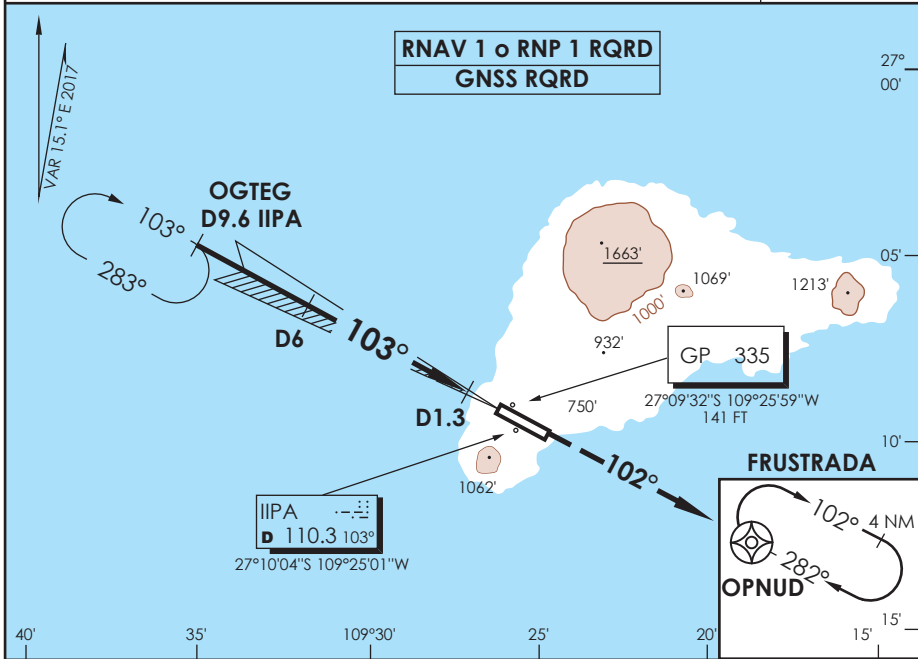 RNAV 1 o RNP 1 RQRD
GNSS RQRD
27°
00'
VAR 15.1° E 2017
OGTEG
D9.6 IIPA
103°
283°
05'
1663'
1069'
1213'
1000'
D6
103°
932'
GP 335
27°09'32"S 109°25'59"W
141 FT
D1.3
750'
10'
102°
1062'
FRUSTRADA
IIPA
D 110.3 103°
27°10'04"S 109°25'01"W
102°
4 NM
282°
OPNUD
15'
40'
35'
109°30'
25'
20'
15'